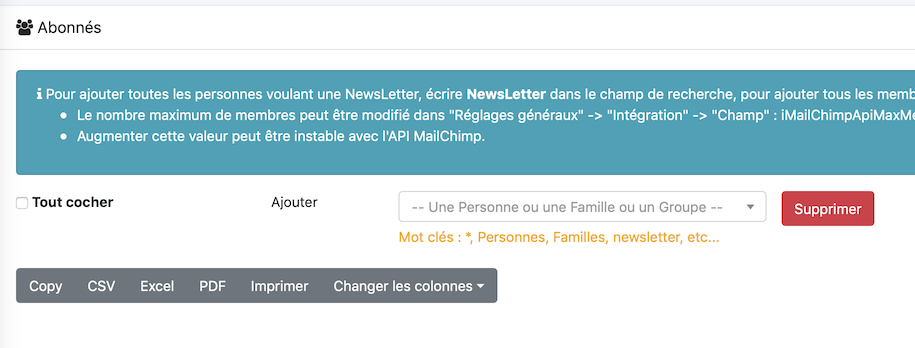 Abonnés
Pour ajouter toutes les personnes voulant une NewsLetter, écrire NewsLetter dans le champ de recherche, pour ajouter tous les
Le nombre maximum de membres peut être modifié dans "Réglages généraux" -> "Intégration" -> "Champ" :
Augmenter cette valeur peut être instable avec l'API MailChimp.
Tout cocher
Ajouter
-- Une Personne ou une Famille ou un Groupe --
Supprimer
Mot clés : *, Personnes, Familles, newsletter, etc...
Copy CSV Excel PDF Imprimer Changer les colonnes